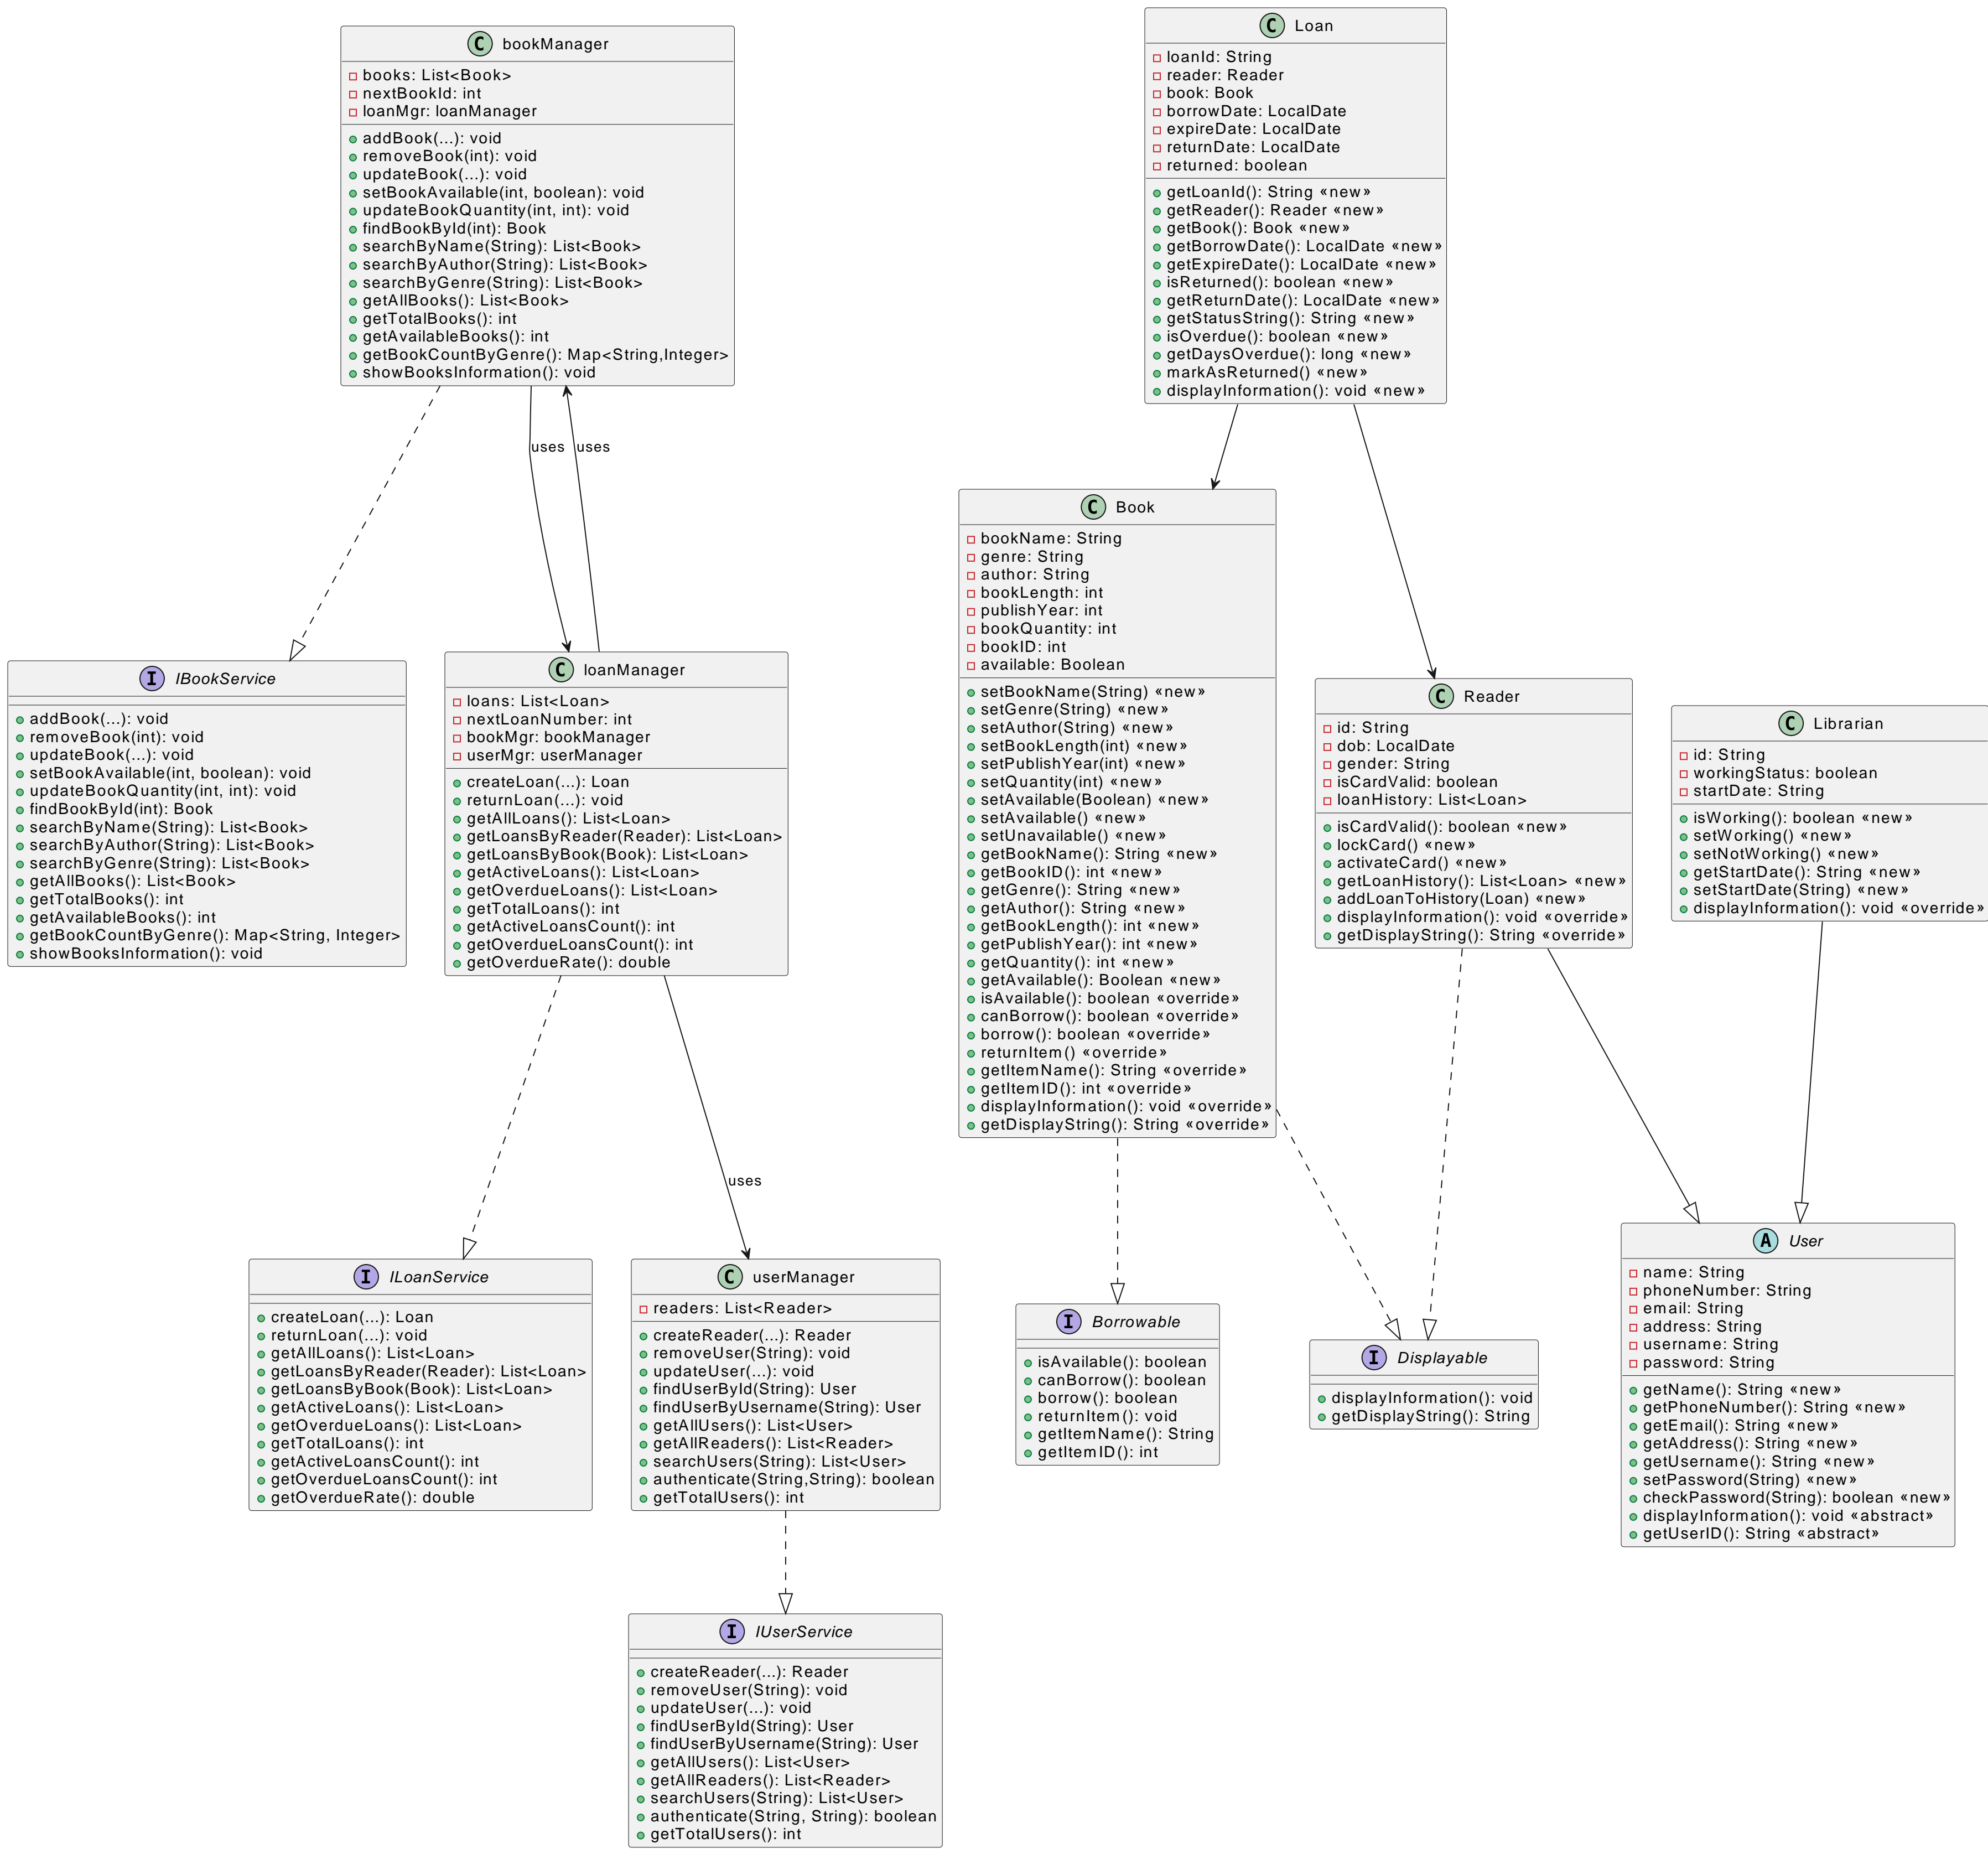 C bookManager
books: List<Book>
nextBookId: int
loanMgr: loanManager
addBook(...): void
removeBook(int): void
updateBook(...): void
setBookAvailable(int, boolean): void
updateBookQuantity(int, int): void
findBookById(int): Book
searchByName(String): List<Book>
searchByAuthor(String): List<Book>
searchByGenre(String): List<Book>
getAllBooks(): List<Book>
getTotalBooks(): int
getAvailableBooks(): int
getBookCountByGenre(): Map<String,Integer>
showBooksInformation(): void
C Loan
loanId: String
reader: Reader
book: Book
borrowDate: LocalDate
expireDate: LocalDate
returnDate: LocalDate
returned: boolean
getLoanId(): String «new»
getReader(): Reader «new»
getBook(): Book «new»
getBorrowDate(): LocalDate «new»
getExpireDate(): LocalDate «new»
isReturned(): boolean «new»
getReturnDate(): LocalDate «new»
getStatusString(): String «new»
isOverdue(): boolean «new»
getDaysOverdue(): long «new»
markAsReturned() «new»
displayInformation(): void «new»
uses
uses
I IBookService
addBook(...): void
removeBook(int): void
updateBook(...): void
setBookAvailable(int, boolean): void
updateBookQuantity(int, int): void
findBookById(int): Book
searchByName(String): List<Book>
searchByAuthor(String): List<Book>
searchByGenre(String): List<Book>
getAllBooks(): List<Book>
getTotalBooks(): int
getAvailableBooks(): int
getBookCountByGenre(): Map<String, Integer>
showBooksInformation(): void
C loanManager
loans: List<Loan>
nextLoanNumber: int
bookMgr: bookManager
userMgr: userManager
createLoan(...): Loan
returnLoan(...): void
getAllLoans(): List<Loan>
getLoansByReader(Reader): List<Loan>
getLoansByBook(Book): List<Loan>
getActiveLoans(): List<Loan>
getOverdueLoans(): List<Loan>
getTotalLoans(): int
getActiveLoansCount(): int
getOverdueLoansCount(): int
getOverdueRate(): double
C Book
bookName: String
genre: String
author: String
bookLength: int
publishYear: int
bookQuantity: int
bookID: int
available: Boolean
setBookName(String) «new»
setGenre(String) «new»
setAuthor(String) «new»
setBookLength(int) «new»
setPublishYear(int) «new»
setQuantity(int) «new»
setAvailable(Boolean) «new»
setAvailable() «new»
setUnavailable() «new»
getBookName(): String «new»
getBookID(): int «new»
getGenre(): String «new»
getAuthor(): String «new»
getBookLength(): int «new»
getPublishYear(): int «new»
getQuantity(): int «new»
getAvailable(): Boolean «new»
isAvailable(): boolean «override»
canBorrow(): boolean «override»
borrow(): boolean «override»
returnItem() «override»
getItemName(): String «override»
getItemID(): int «override»
displayInformation(): void «override»
getDisplayString(): String «override»
C Reader
id: String
dob: LocalDate
gender: String
isCardValid: boolean
loanHistory: List<Loan>
isCardValid(): boolean «new»
lockCard() «new»
activateCard() «new»
getLoanHistory(): List<Loan> «new»
addLoanToHistory(Loan) «new»
displayInformation(): void «override»
getDisplayString(): String «override»
C Librarian
id: String
workingStatus: boolean
startDate: String
isWorking(): boolean «new»
setWorking() «new»
setNotWorking() «new»
getStartDate(): String «new»
setStartDate(String) «new»
displayInformation(): void «override»
uses
I ILoanService
createLoan(...): Loan
returnLoan(...): void
getAllLoans(): List<Loan>
getLoansByReader(Reader): List<Loan>
getLoansByBook(Book): List<Loan>
getActiveLoans(): List<Loan>
getOverdueLoans(): List<Loan>
getTotalLoans(): int
getActiveLoansCount(): int
getOverdueLoansCount(): int
getOverdueRate(): double
C userManager
readers: List<Reader>
createReader(...): Reader
removeUser(String): void
updateUser(...): void
findUserById(String): User
findUserByUsername(String): User
getAllUsers(): List<User>
getAllReaders(): List<Reader>
searchUsers(String): List<User>
authenticate(String,String): boolean
getTotalUsers(): int
I Borrowable
isAvailable(): boolean
canBorrow(): boolean
borrow(): boolean
returnItem(): void
getItemName(): String
getItemID(): int
I Displayable
displayInformation(): void
getDisplayString(): String
A User
name: String
phoneNumber: String
email: String
address: String
username: String
password: String
getName(): String «new»
getPhoneNumber(): String «new»
getEmail(): String «new»
getAddress(): String «new»
getUsername(): String «new»
setPassword(String) «new»
checkPassword(String): boolean «new»
displayInformation(): void «abstract»
getUserID(): String «abstract»
I IUserService
createReader(...): Reader
removeUser(String): void
updateUser(...): void
findUserById(String): User
findUserByUsername(String): User
getAllUsers(): List<User>
getAllReaders(): List<Reader>
searchUsers(String): List<User>
authenticate(String, String): boolean
getTotalUsers(): int